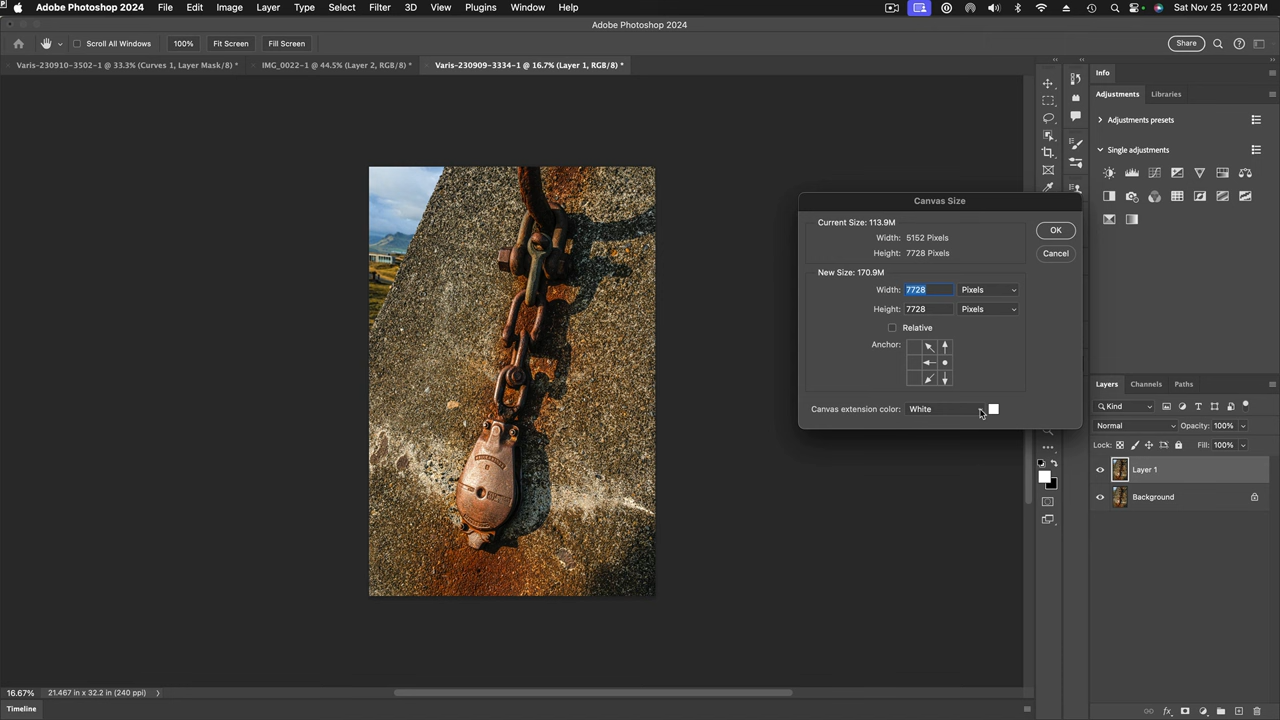 Adobe Photoshop 2024 File Edit Image Layer Type Select Filter 3D View Plugins Window Help Sat Nov 25 12:20 PM
Adobe Photoshop 2024
Scroll All Windows 100% Fit Screen Fill Screen Share
Varis-230910-3502-1 @ 33.3% (Curves 1, Layer Mask/8) * IMG_0022-1 @ 44.5% (Layer 2, RGB/8) * Varis-230909-3334-1 @ 16.7% (Layer 1, RGB/8) *
Info
Adjustments Libraries
Adjustments presets
Single adjustments
Canvas Size
Current Size: 113.9M
Width: 5152 Pixels
Height: 7728 Pixels
OK
Cancel
New Size: 170.9M
Width: 7728 Pixels
Height: 7728 Pixels
Relative
Anchor:
Canvas extension color: White
Layers Channels Paths
Kind
Normal Opacity: 100%
Lock: Fill: 100%
Layer 1
Background
16.67% 21.467 in x 32.2 in (240 ppi)
Timeline